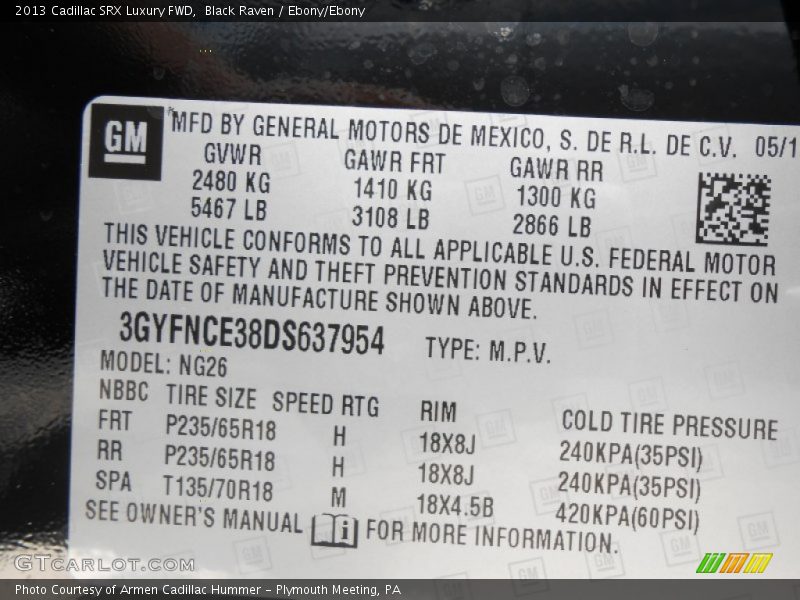 2013 Cadillac SRX Luxury FWD, Black Raven / Ebony/Ebony
GM MFD BY GENERAL MOTORS DE MEXICO, S. DE R.L. DE C.V. 05/1
GVWR GAWR FRT GAWR RR
2480 KG 1410 KG 1300 KG
5467 LB 3108 LB 2866 LB
THIS VEHICLE CONFORMS TO ALL APPLICABLE U.S. FEDERAL MOTOR
VEHICLE SAFETY AND THEFT PREVENTION STANDARDS IN EFFECT ON
THE DATE OF MANUFACTURE SHOWN ABOVE.
3GYFNCE38DS637954 TYPE: M.P.V.
MODEL: NG26
NBBC TIRE SIZE SPEED RTG RIM COLD TIRE PRESSURE
FRT P235/65R18 H 18X8J 240KPA(35PSI)
RR P235/65R18 H 18X8J 240KPA(35PSI)
SPA T135/70R18 M 18X4.5B 420KPA(60PSI)
SEE OWNER'S MANUAL i FOR MORE INFORMATION.
GTCARLOT.COM
Photo Courtesy of Armen Cadillac Hummer - Plymouth Meeting, PA